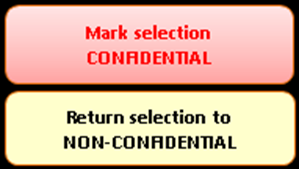 Mark selection
CONFIDENTIAL
Return selection to
NON-CONFIDENTIAL